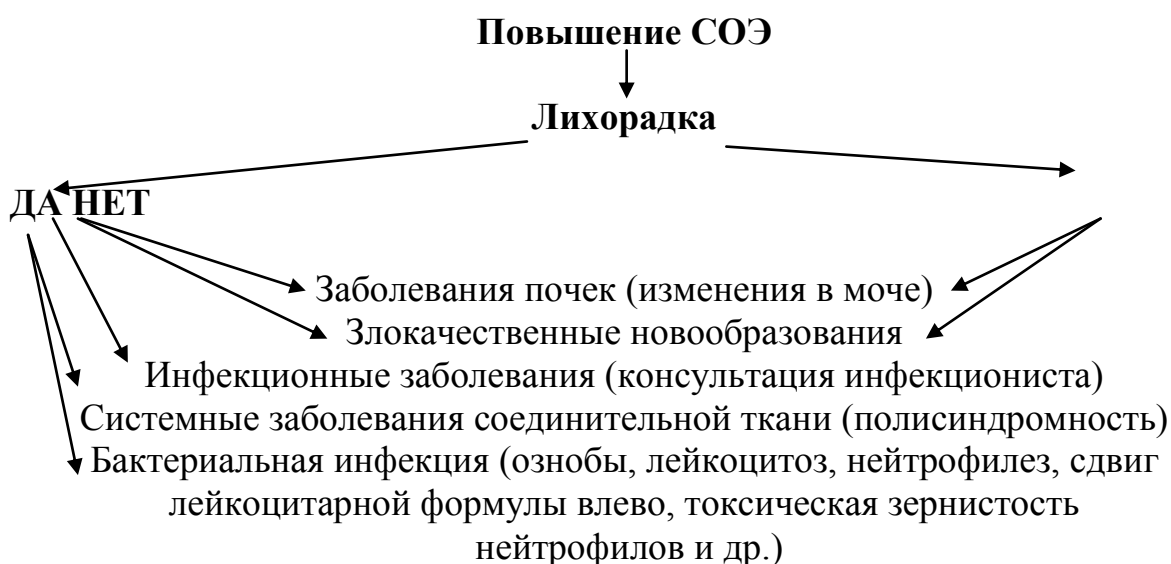 Повышение СОЭ
Лихорадка
ДА НЕТ
Заболевания почек (изменения в моче)
Злокачественные новообразования
Инфекционные заболевания (консультация инфекциониста)
Системные заболевания соединительной ткани (полисиндромность)
Бактериальная инфекция (ознобы, лейкоцитоз, нейтрофилез, сдвиг
лейкоцитарной формулы влево, токсическая зернистость
нейтрофилов и др.)